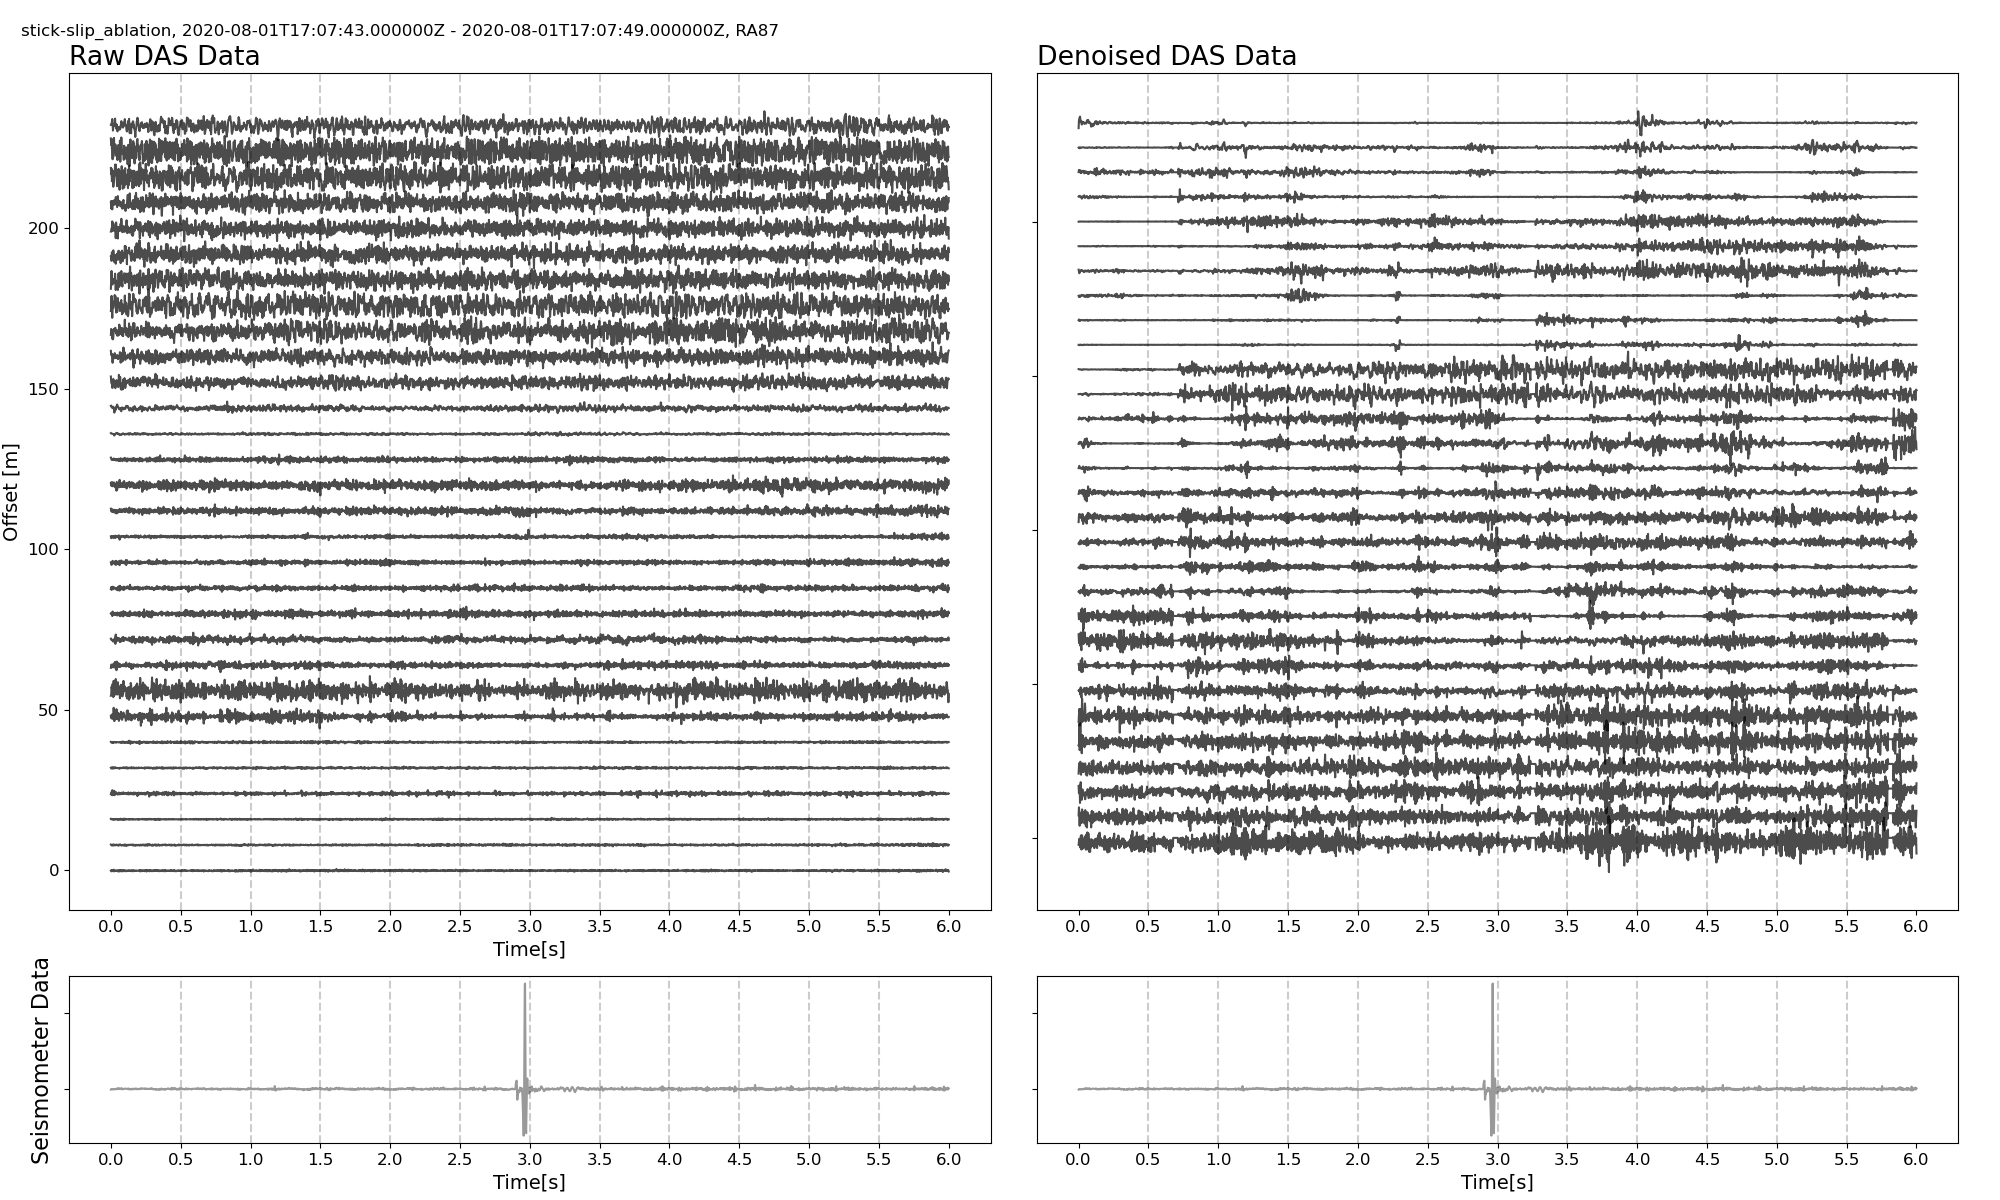 stick-slip_ablation, 2020-08-01T17:07:43.000000Z - 2020-08-01T17:07:49.000000Z, RA87
Raw DAS Data
Denoised DAS Data
Offset [m]
200
150
100
50
0
0.0 0.5 1.0 1.5 2.0 2.5 3.0 3.5 4.0 4.5 5.0 5.5 6.0
Time[s]
0.0 0.5 1.0 1.5 2.0 2.5 3.0 3.5 4.0 4.5 5.0 5.5 6.0
Seismometer Data
0.0 0.5 1.0 1.5 2.0 2.5 3.0 3.5 4.0 4.5 5.0 5.5 6.0
Time[s]
0.0 0.5 1.0 1.5 2.0 2.5 3.0 3.5 4.0 4.5 5.0 5.5 6.0
Time[s]